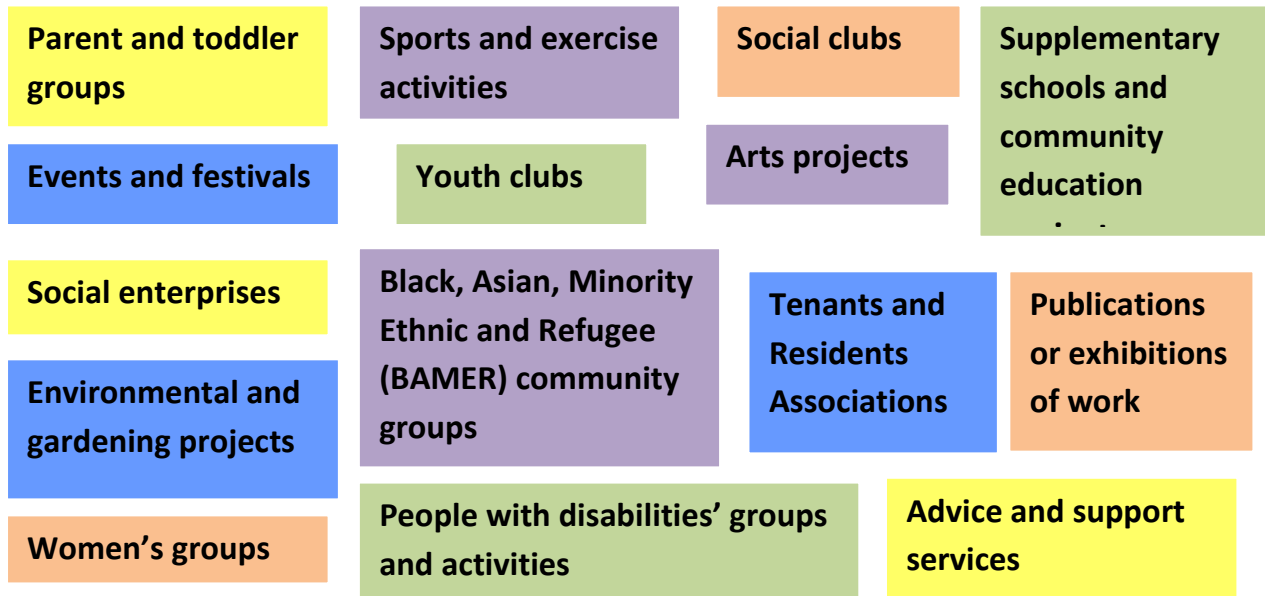 Parent and toddler
groups
Sports and exercise
activities
Social clubs
Supplementary
schools and
community
education
Events and festivals
Youth clubs
Arts projects
Social enterprises
Black, Asian, Minority
Ethnic and Refugee
(BAMER) community
groups
Tenants and
Residents
Associations
Publications
or exhibitions
of work
Environmental and
gardening projects
Women's groups
People with disabilities’ groups
and activities
Advice and support
services